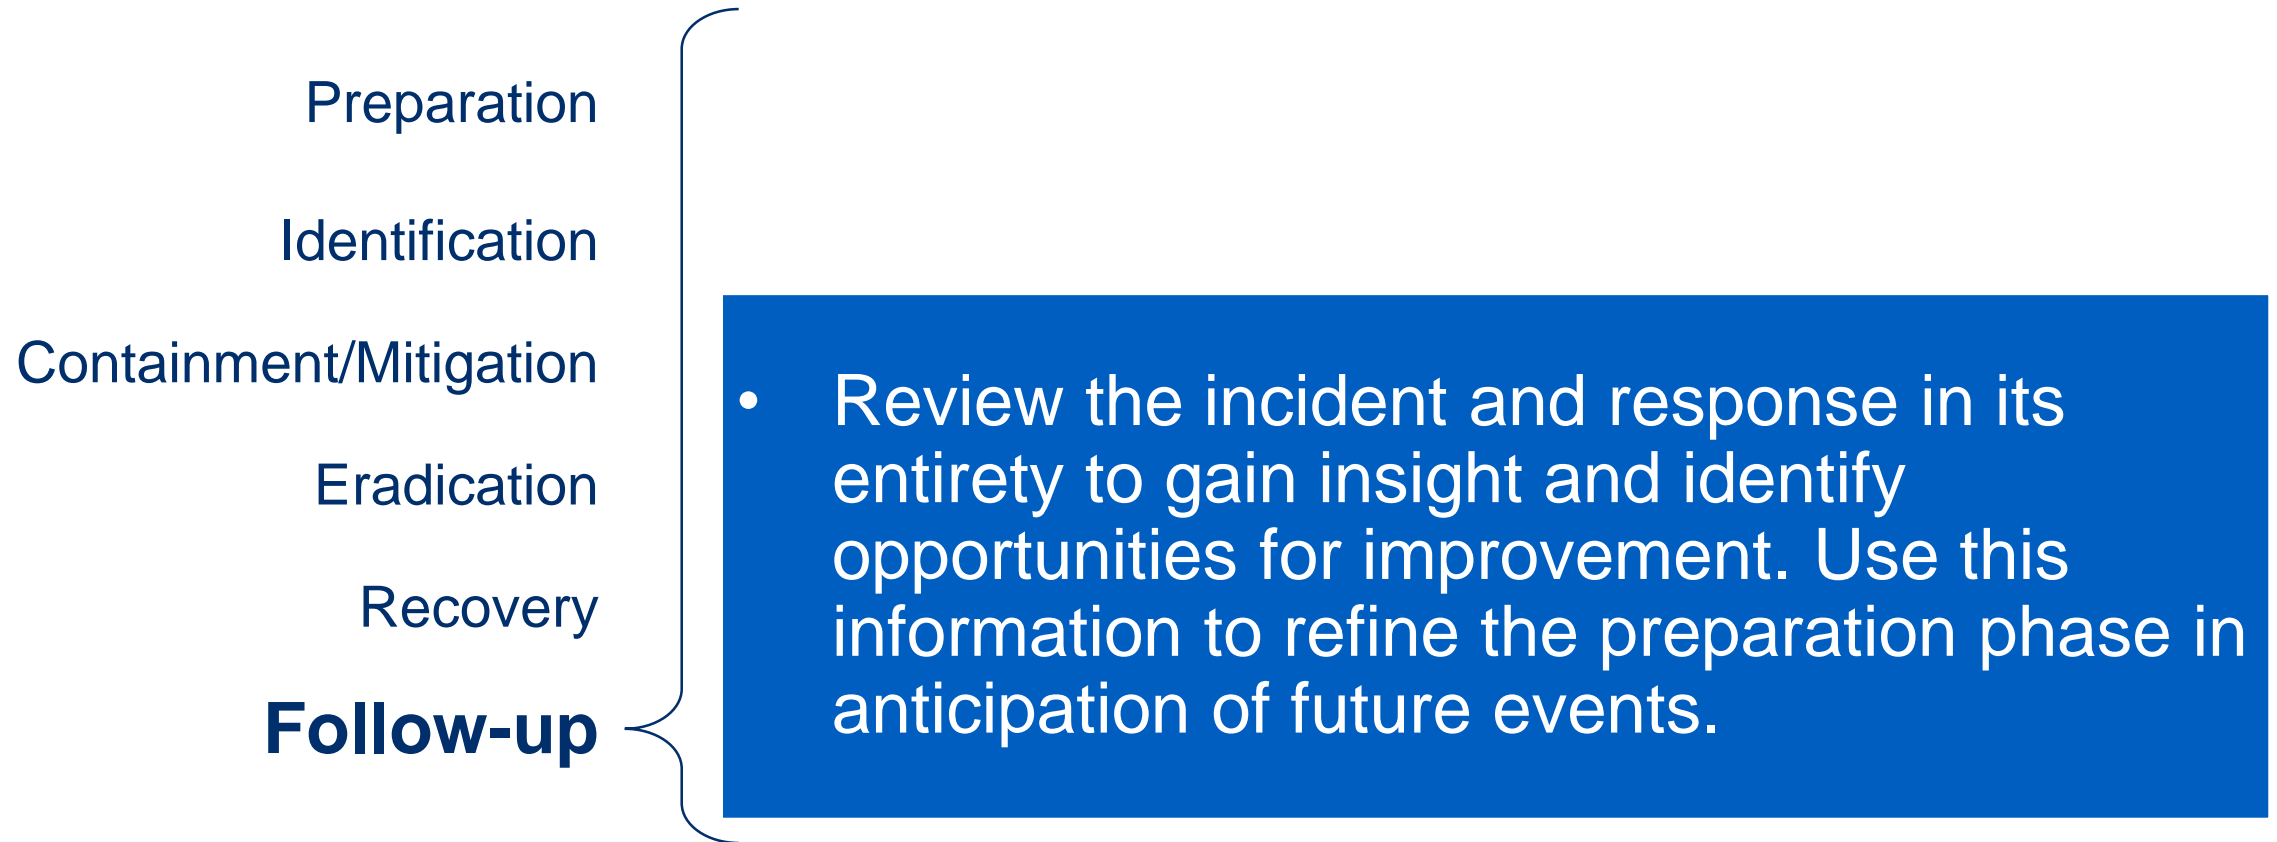 Preparation
Identification
Containment/Mitigation
Eradication
Recovery
Follow-up
• Review the incident and response in its
entirety to gain insight and identify
opportunities for improvement. Use this
information to refine the preparation phase in
anticipation of future events.